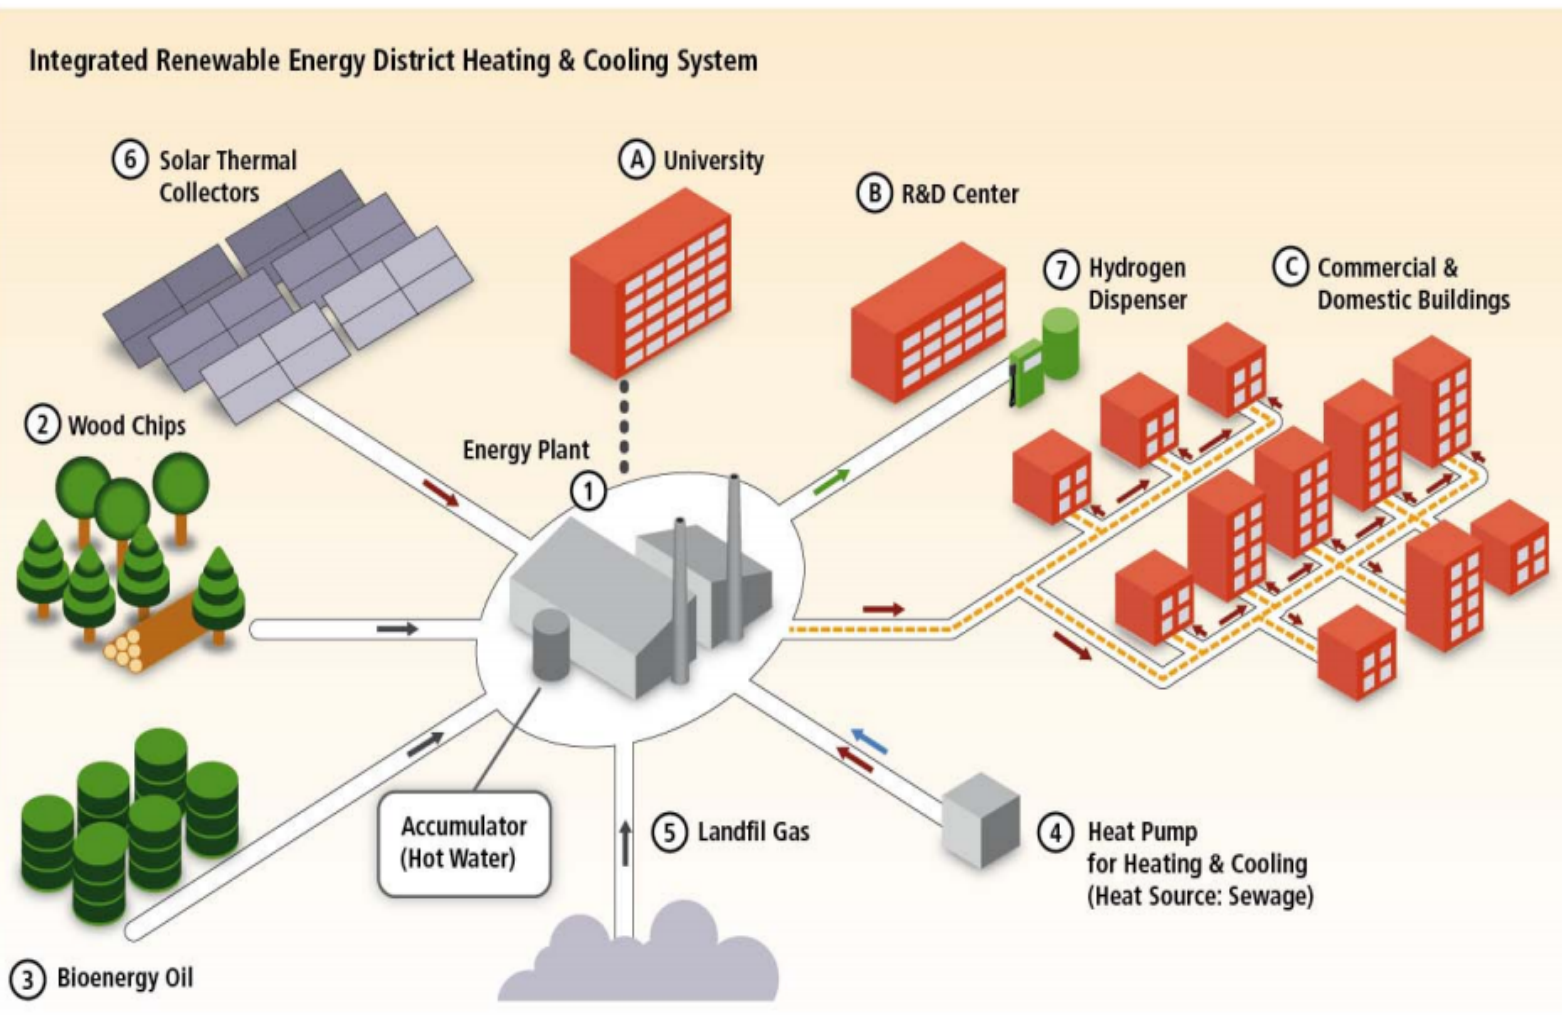 Integrated Renewable Energy District Heating & Cooling System
6 Solar Thermal
Collectors
A University
B R&D Center
7 Hydrogen
Dispenser
C Commercial &
Domestic Buildings
2 Wood Chips
Energy Plant
1
Accumulator
(Hot Water)
5 Landfil Gas
4 Heat Pump
for Heating & Cooling
(Heat Source: Sewage)
3 Bioenergy Oil